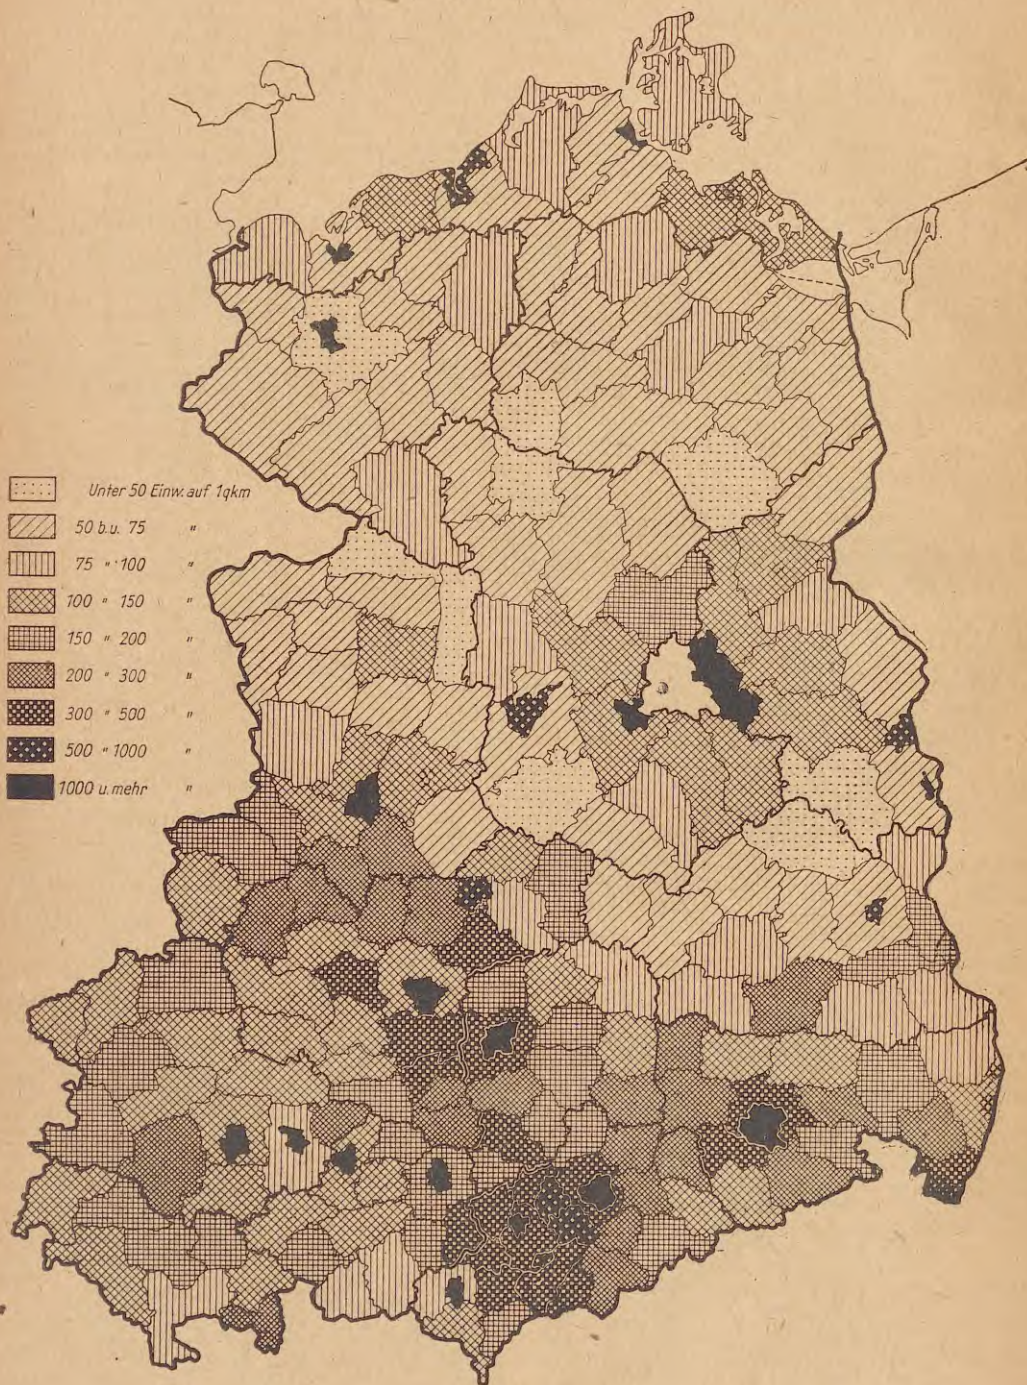 Unter 50 Einw. auf 1qkm
50 b.u. 75 "
75 " 100 "
100 " 150 "
150 " 200 "
200 " 300 "
300 " 500 "
500 " 1000 "
1000 u. mehr "